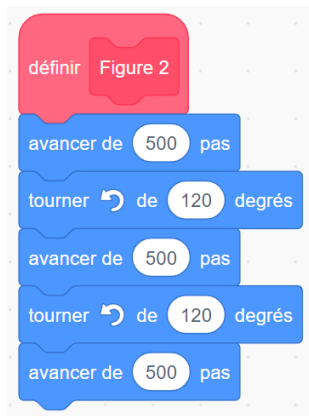 définir Figure 2
avancer de 500 pas
tourner de 120 degrés
avancer de 500 pas
tourner de 120 degrés
avancer de 500 pas